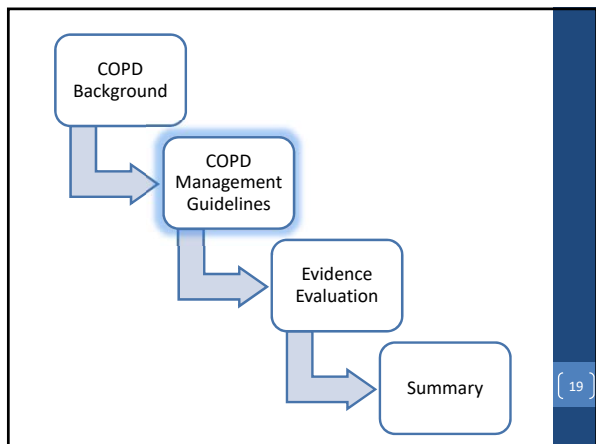 COPD
Background
COPD
Management
Guidelines
Evidence
Evaluation
Summary
19